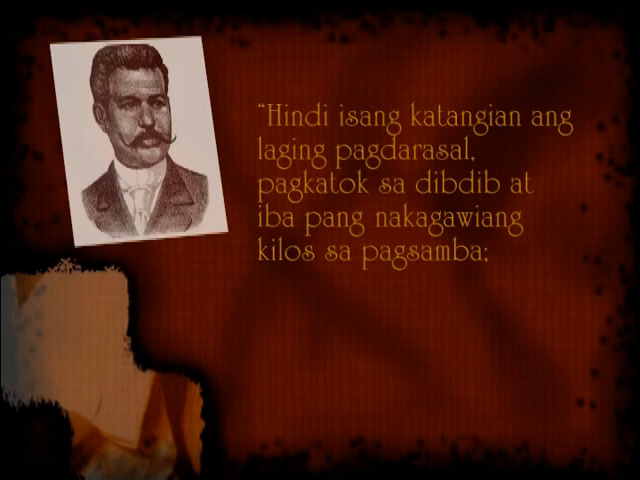 “Hindi isang katangian ang
laging pagdarasal,
pagkatok sa dibdib at
iba pang nakagawiang
kilos sa pagsamba;